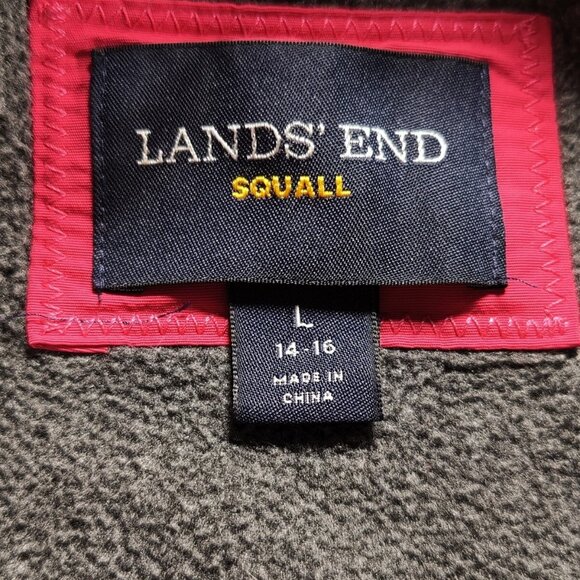 LANDS' END
SQUALL
L
14-16
MADE IN
CHINA